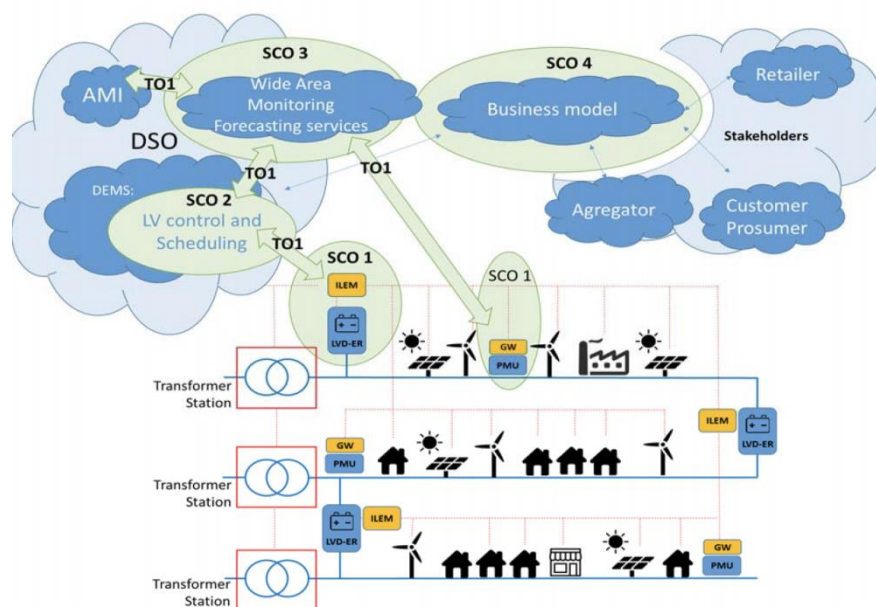 SCO 3
SCO 4
Retailer
AMI
TO1
Wide Area
Monitoring
Forecasting services
Business model
Stakeholders
DSO
TO1
TO1
DEMS:
SCO 2
LV control and
Scheduling
Agregator
Customer
Prosumer
TO1
SCO 1
SCO 1
ILEM
LVD-ER
GW
PMU
Transformer
Station
ILEM
LVD-ER
GW
PMU
Transformer
Station
ILEM
LVD-ER
GW
PMU
Transformer
Station